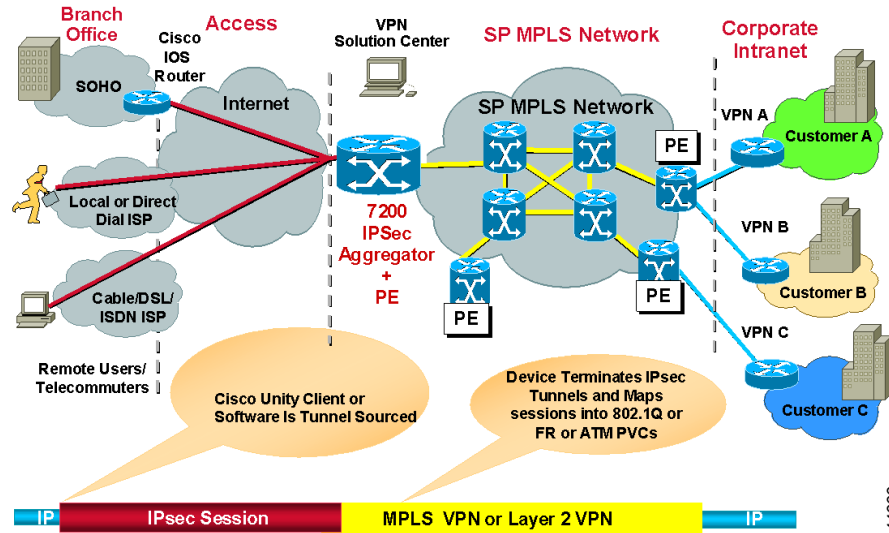 Branch
Office
Access
VPN
Solution Center
SP MPLS Network
Corporate
Intranet
Cisco
IOS
Router
SOHO
Internet
SP MPLS Network
VPN A
Customer A
PE
Local or Direct
Dial ISP
7200
IPSec
Aggregator
+
PE
VPN B
Customer B
PE
PE
Cable/DSL/
ISDN ISP
VPN C
Customer C
Remote Users/
Telecommuters
Cisco Unity Client or
Software Is Tunnel Sourced
Device Terminates IPsec
Tunnels and Maps
sessions into 802.1Q or
FR or ATM PVCs
IP
IPsec Session
MPLS VPN or Layer 2 VPN
IP